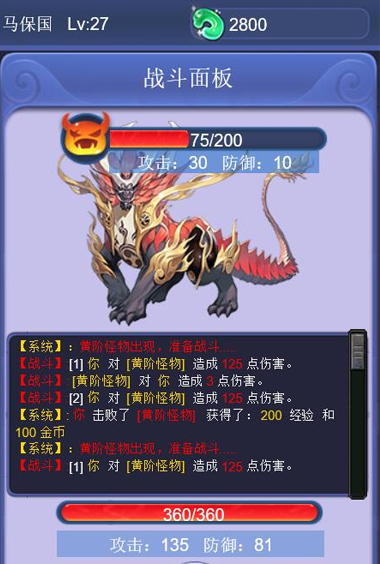 马保国 Lv:27
2800
战斗面板
75/200
攻击：30 防御：10
【系统】：黄阶怪物出现，准备战斗.....
【战斗】[1] 你 对 [黄阶怪物] 造成 125 点伤害。
【战斗】:[黄阶怪物] 对 你 造成 3 点伤害。
【战斗】[2] 你 对 [黄阶怪物] 造成 125 点伤害。
【系统】: 你 击败了 [黄阶怪物] 获得了：200 经验 和
100 金币
【系统】：黄阶怪物出现，准备战斗.....
【战斗】[1] 你 对 [黄阶怪物] 造成 125 点伤害。
360/360
攻击：135 防御：81